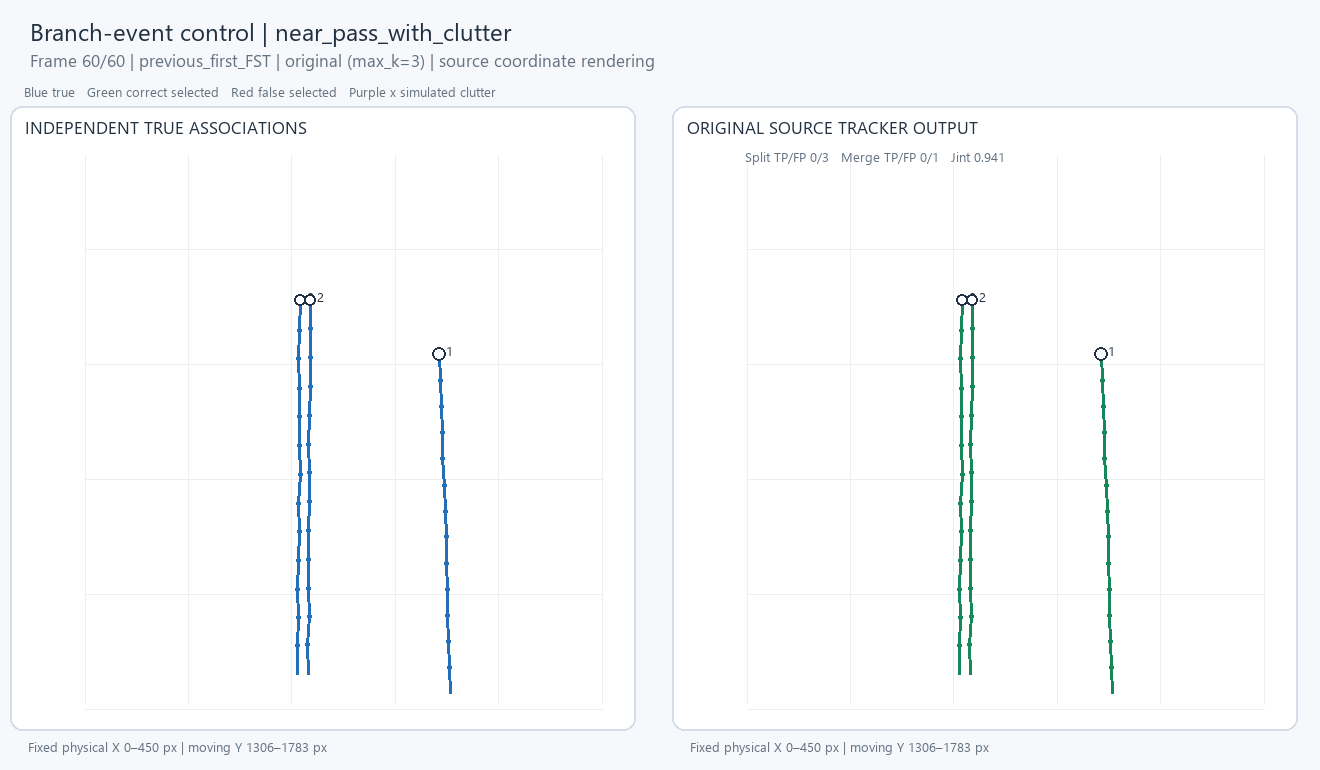 Branch-event control | near_pass_with_clutter
Frame 60/60 | previous_first_FST | original (max_k=3) | source coordinate rendering
Blue true   Green correct selected   Red false selected   Purple x simulated clutter
INDEPENDENT TRUE ASSOCIATIONS
2
1
Fixed physical X 0–450 px | moving Y 1306–1783 px
ORIGINAL SOURCE TRACKER OUTPUT
Split TP/FP 0/3   Merge TP/FP 0/1   Jint 0.941
2
1
Fixed physical X 0–450 px | moving Y 1306–1783 px